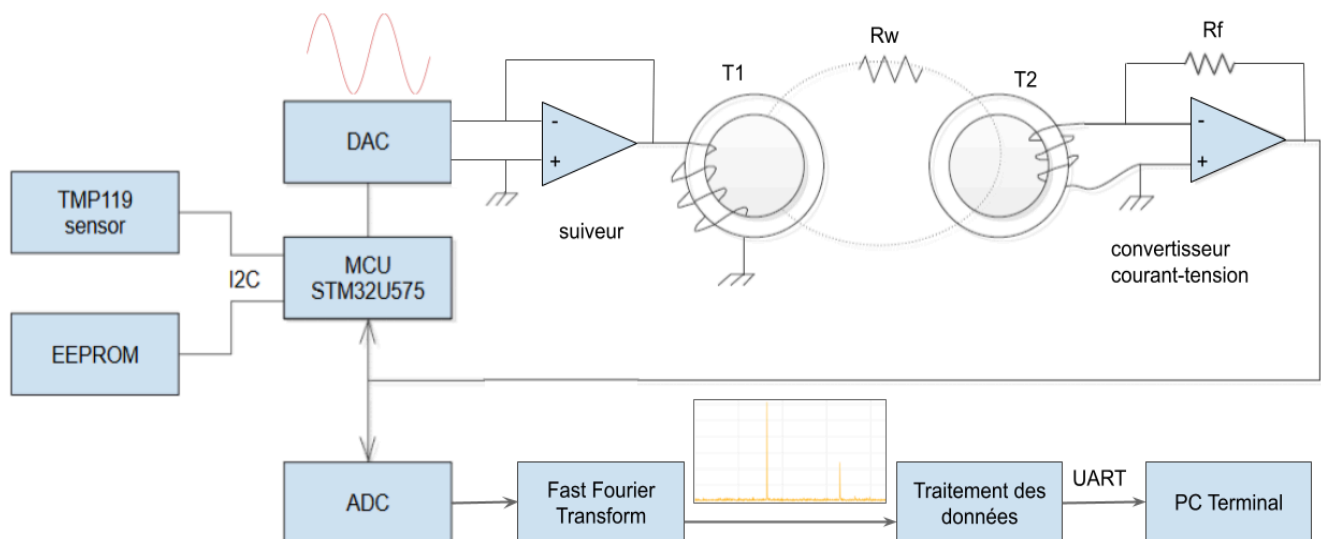 Rw
Rf
T1
T2
DAC
-
+
-
+
TMP119
sensor
suiveur
convertisseur
courant-tension
MCU
STM32U575
I2C
EEPROM
ADC
Fast Fourier
Transform
Traitement des
données
UART
PC Terminal